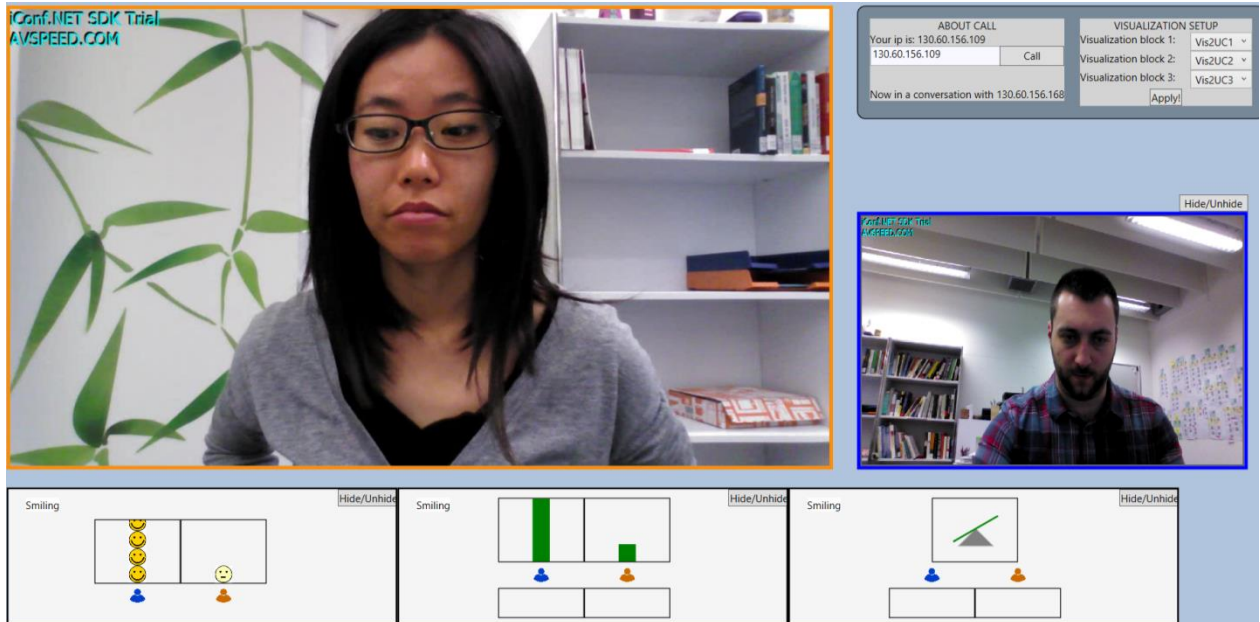 iConf.NET SDK Trial
AVSPEED.COM
ABOUT CALL
Your ip is: 130.60.156.109
130.60.156.109
Call
Now in a conversation with 130.60.156.168
VISUALIZATION SETUP
Visualization block 1:
Vis2UC1
Visualization block 2:
Vis2UC2
Visualization block 3:
Vis2UC3
Apply!
Hide/Unhide
iConf.NET SDK Trial
AVSPEED.COM
Smiling
Hide/Unhide
Smiling
Hide/Unhide
Smiling
Hide/Unhide